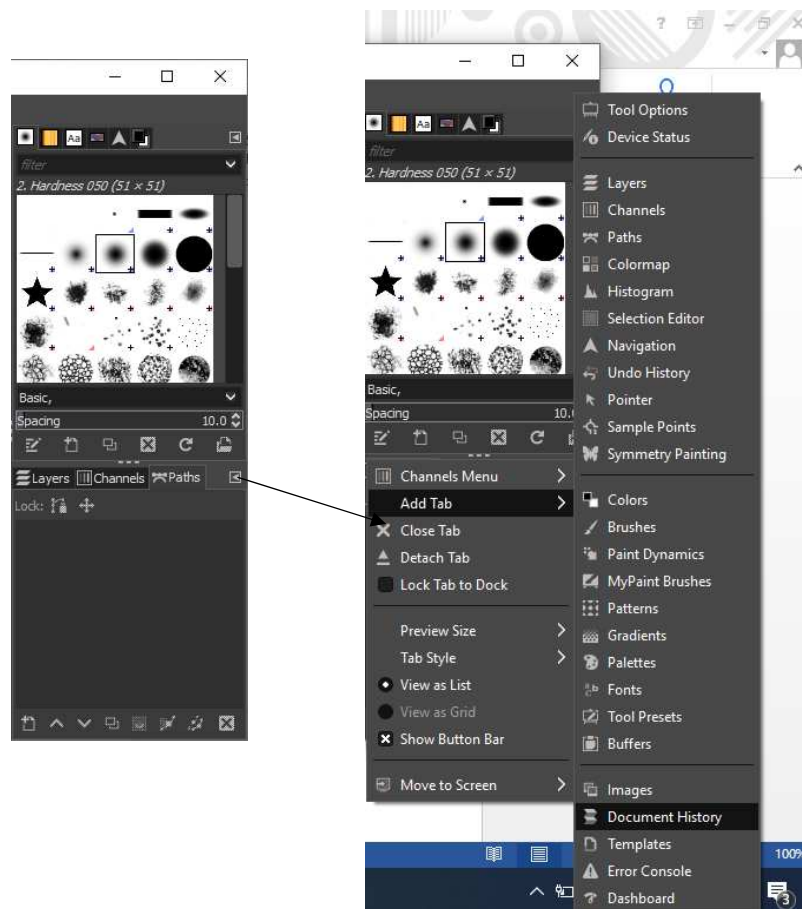 Aa
filter
2. Hardness 050 (51 × 51)
Basic,
Spacing 10.0
Layers Channels Paths
Lock:
?
Aa
filter
2. Hardness 050 (51 × 51)
Basic,
Spacing 10.
Channels Menu
Add Tab
Close Tab
Detach Tab
Lock Tab to Dock
Preview Size
Tab Style
View as List
View as Grid
Show Button Bar
Move to Screen
Tool Options
Device Status
Layers
Channels
Paths
Colormap
Histogram
Selection Editor
Navigation
Undo History
Pointer
Sample Points
Symmetry Painting
Colors
Brushes
Paint Dynamics
MyPaint Brushes
Patterns
Gradients
Palettes
Fonts
Tool Presets
Buffers
Images
Document History
Templates
Error Console
Dashboard
100%
3